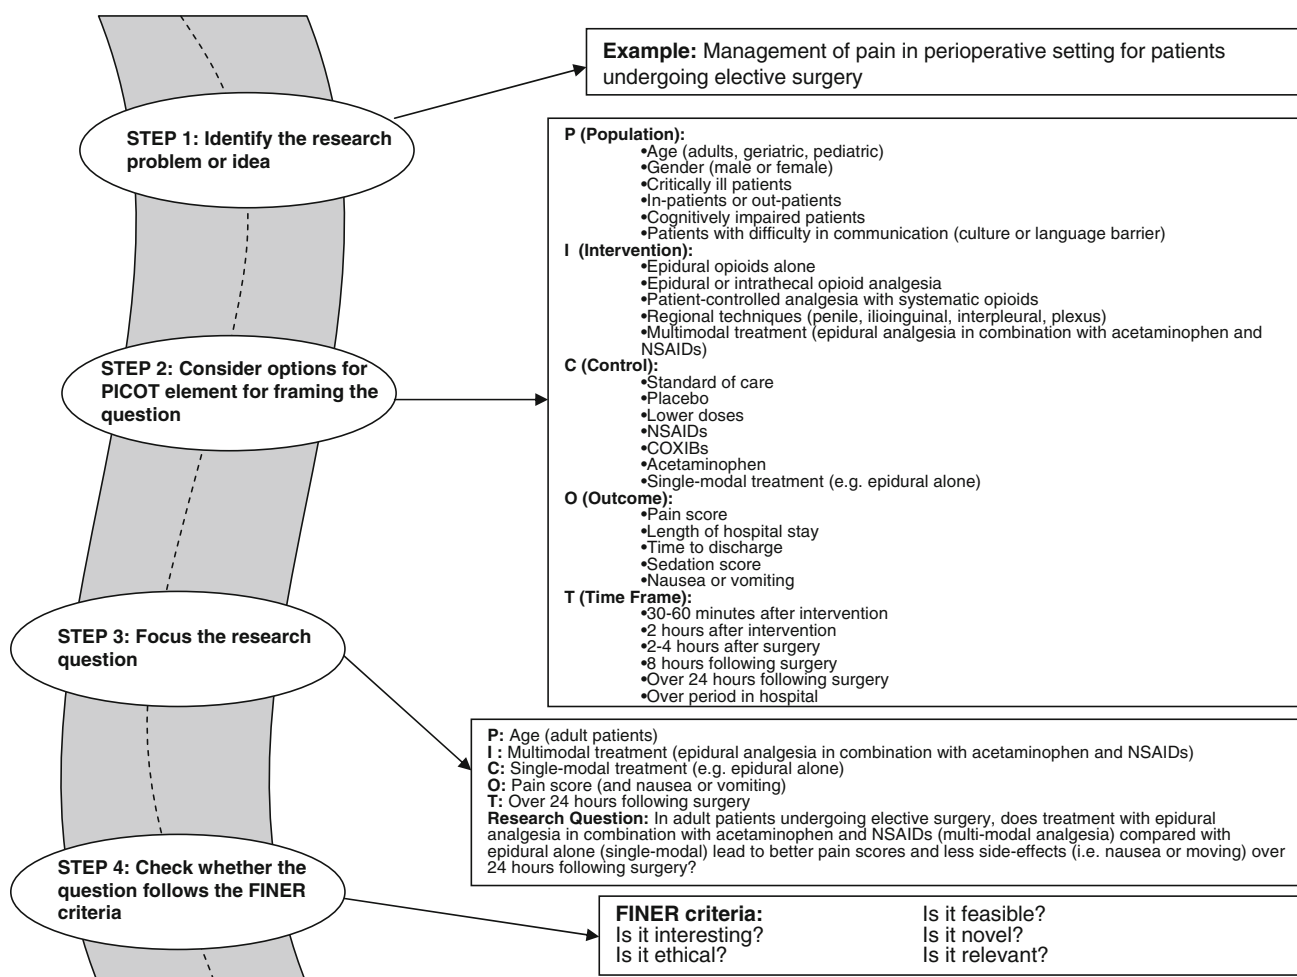 Example: Management of pain in perioperative setting for patients
undergoing elective surgery
STEP 1: Identify the research
problem or idea
P (Population):
•Age (adults, geriatric, pediatric)
•Gender (male or female)
•Critically ill patients
•In-patients or out-patients
•Cognitively impaired patients
•Patients with difficulty in communication (culture or language barrier)
I (Intervention):
•Epidural opioids alone
•Epidural or intrathecal opioid analgesia
•Patient-controlled analgesia with systematic opioids
•Regional techniques (penile, ilioinguinal, interpleural, plexus)
•Multimodal treatment (epidural analgesia in combination with acetaminophen and
NSAIDs)
C (Control):
•Standard of care
•Placebo
•Lower doses
•NSAIDs
•COXIBs
•Acetaminophen
•Single-modal treatment (e.g. epidural alone)
O (Outcome):
•Pain score
•Length of hospital stay
•Time to discharge
•Sedation score
•Nausea or vomiting
T (Time Frame):
•30-60 minutes after intervention
•2 hours after intervention
•2-4 hours after surgery
•8 hours following surgery
•Over 24 hours following surgery
•Over period in hospital
STEP 2: Consider options for
PICOT element for framing the
question
STEP 3: Focus the research
question
P: Age (adult patients)
I : Multimodal treatment (epidural analgesia in combination with acetaminophen and NSAIDs)
C: Single-modal treatment (e.g. epidural alone)
O: Pain score (and nausea or vomiting)
T: Over 24 hours following surgery
Research Question: In adult patients undergoing elective surgery, does treatment with epidural
analgesia in combination with acetaminophen and NSAIDs (multi-modal analgesia) compared with
epidural alone (single-modal) lead to better pain scores and less side-effects (i.e. nausea or moving) over
24 hours following surgery?
STEP 4: Check whether the
question follows the FINER
criteria
FINER criteria: Is it feasible?
Is it interesting? Is it novel?
Is it ethical? Is it relevant?